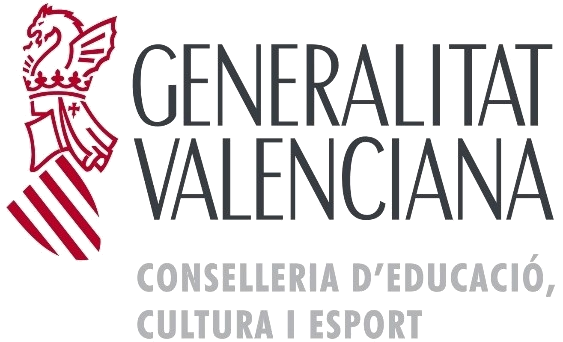 GENERALITAT
VALENCIANA
CONSELLERIA D'EDUCACIÓ,
CULTURA I ESPORT